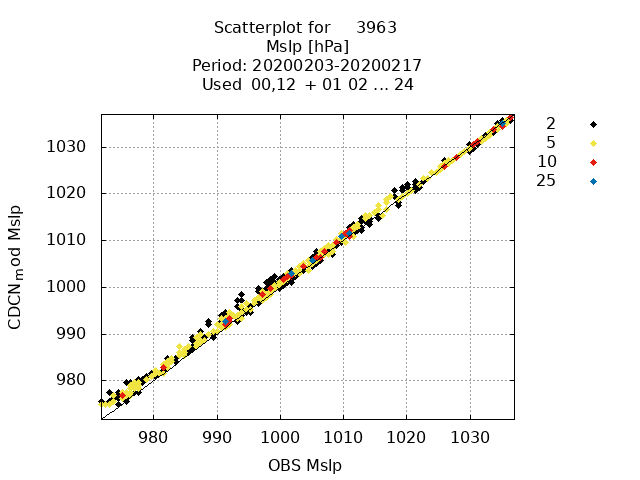 Scatterplot for 3963
Mslp [hPa]
Period: 20200203-20200217
Used 00,12 + 01 02 ... 24
2
5
10
25
1030
1020
1010
1000
990
980
CDCN_mod Mslp
980 990 1000 1010 1020 1030
OBS Mslp